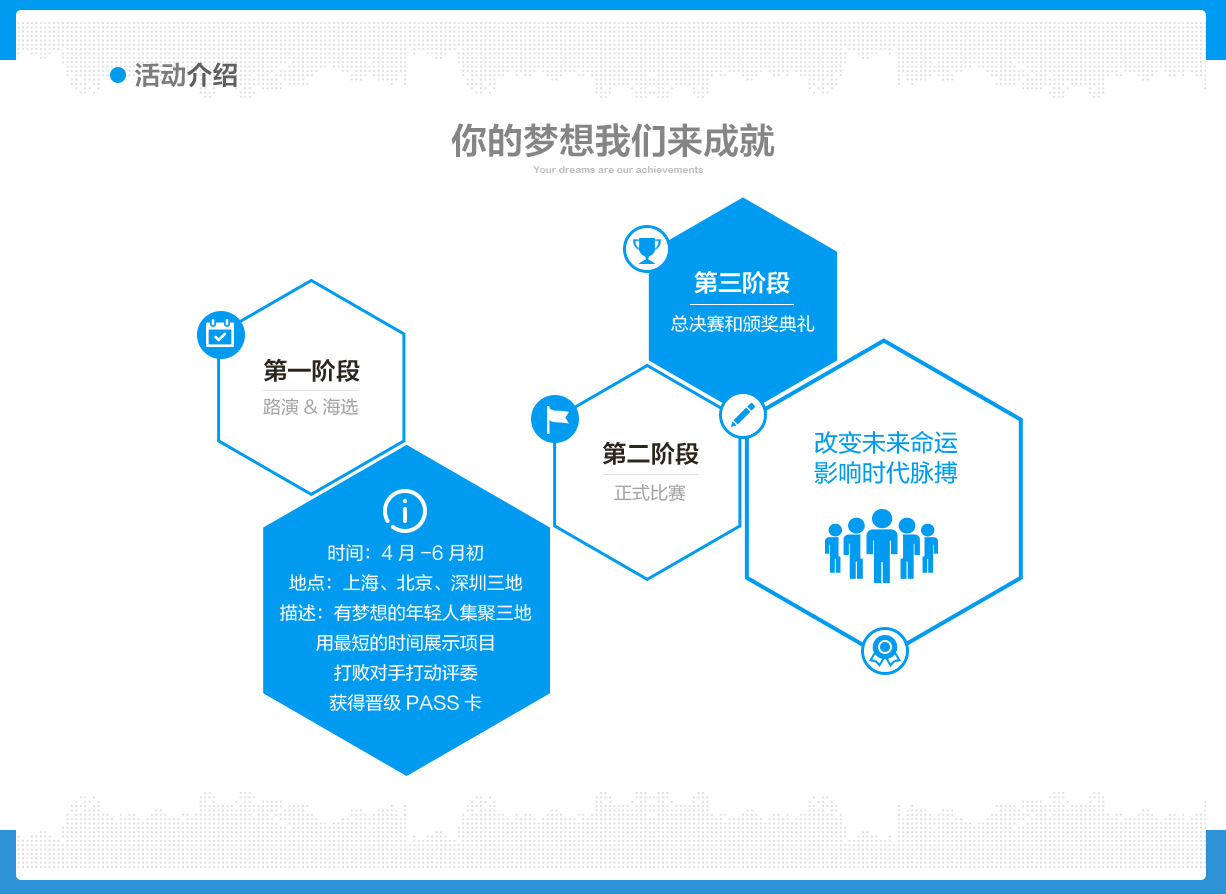 活动介绍
你的梦想我们来成就
Your dreams are our achievements
第一阶段
路演 & 海选
时间：4 月 –6 月初
地点：上海、北京、深圳三地
描述：有梦想的年轻人集聚三地
用最短的时间展示项目
打败对手打动评委
获得晋级 PASS 卡
第二阶段
正式比赛
第三阶段
总决赛和颁奖典礼
改变未来命运
影响时代脉搏